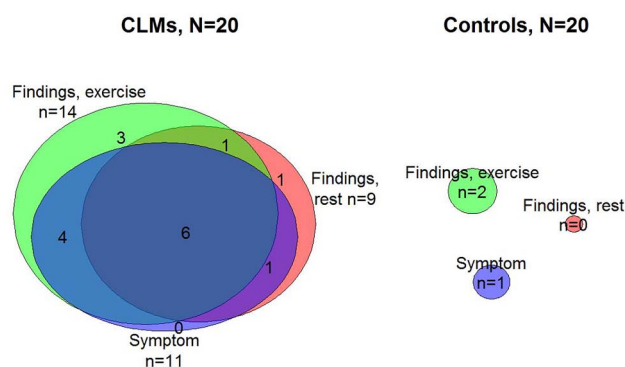 CLMs, N=20
Controls, N=20
Findings, exercise
n=14
3
1
1
Findings,
rest n=9
4
6
1
0
Symptom
n=11
Findings, exercise
n=2
Findings, rest
n=0
Symptom
n=1